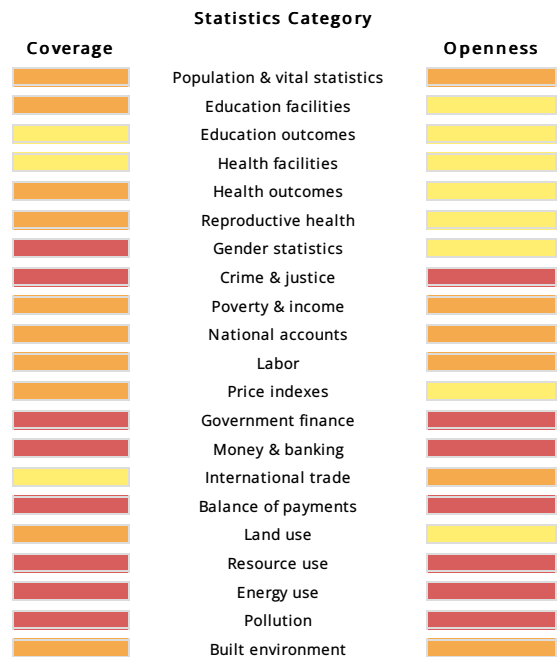 Statistics Category
Coverage
Openness
Population & vital statistics
Education facilities
Education outcomes
Health facilities
Health outcomes
Reproductive health
Gender statistics
Crime & justice
Poverty & income
National accounts
Labor
Price indexes
Government finance
Money & banking
International trade
Balance of payments
Land use
Resource use
Energy use
Pollution
Built environment